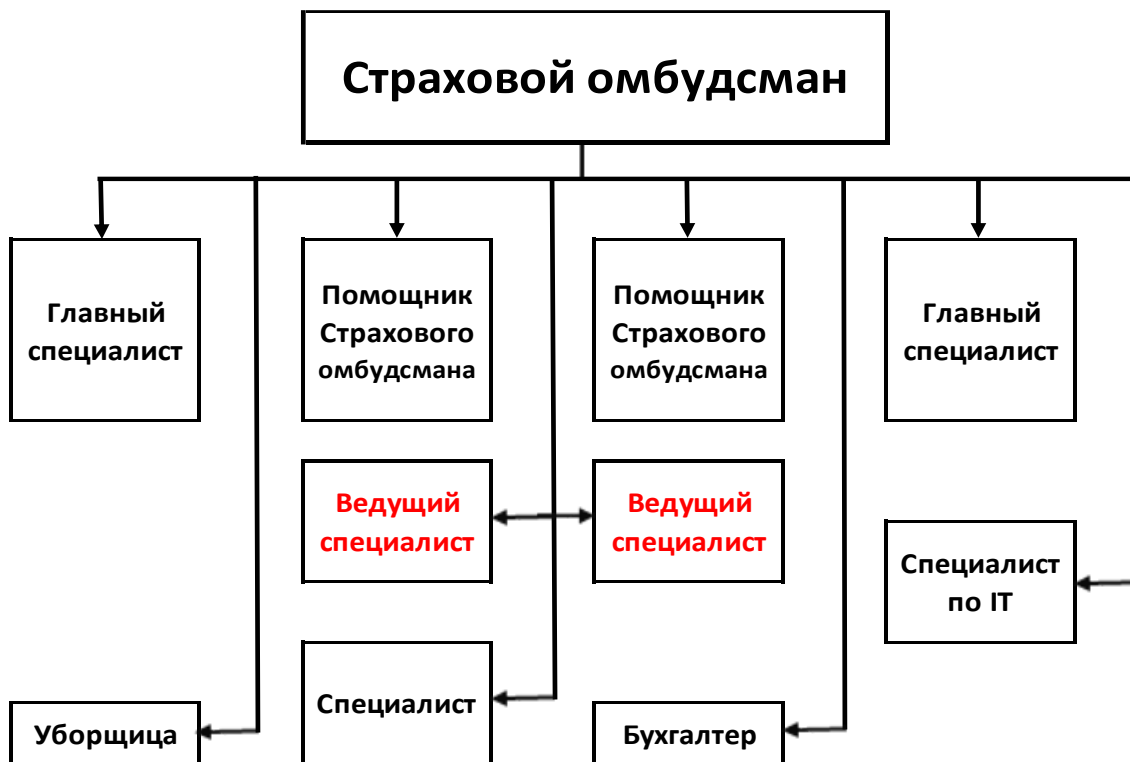 Страховой омбудсман
Главный
специалист
Помощник
Страхового
омбудсмана
Помощник
Страхового
омбудсмана
Главный
специалист
Ведущий
специалист
Ведущий
специалист
Специалист
по IT
Специалист
Уборщица
Бухгалтер